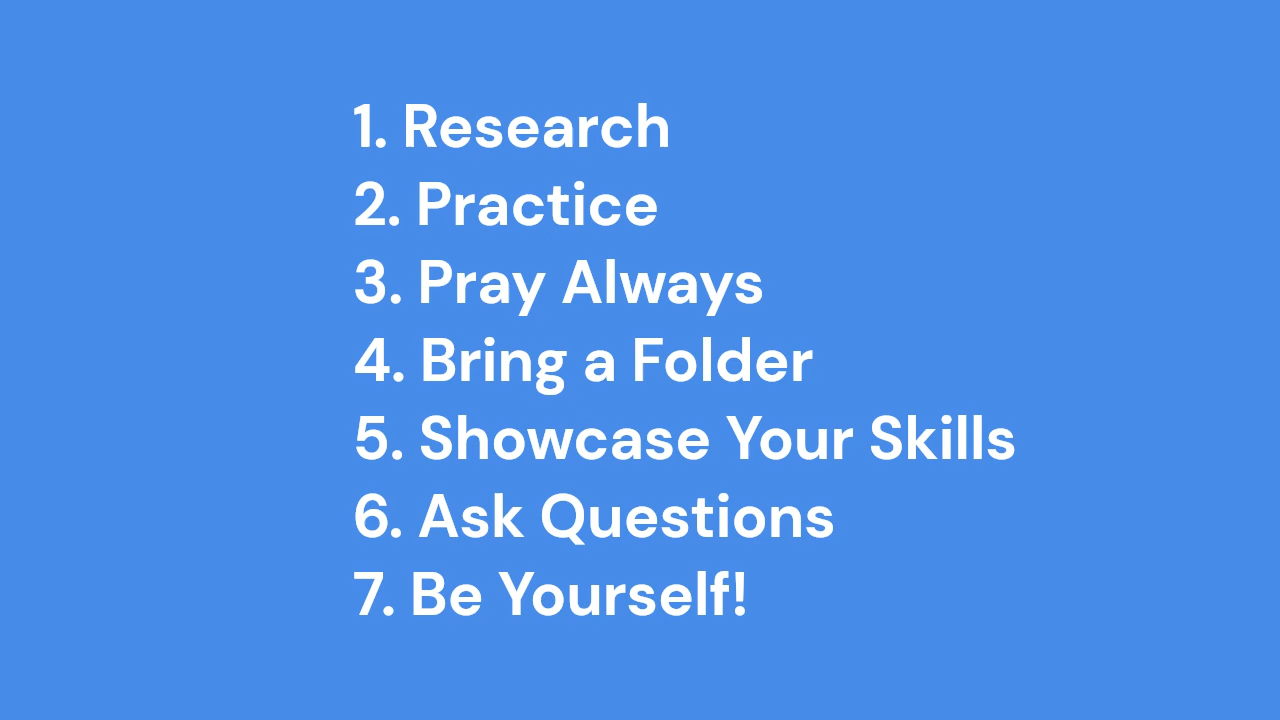 1. Research
2. Practice
3. Pray Always
4. Bring a Folder
5. Showcase Your Skills
6. Ask Questions
7. Be Yourself!